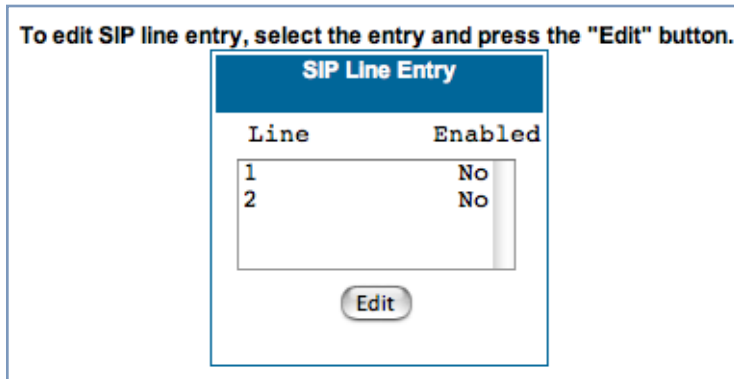 To edit SIP line entry, select the entry and press the "Edit" button.
SIP Line Entry
Line Enabled
1 No
2 No
Edit